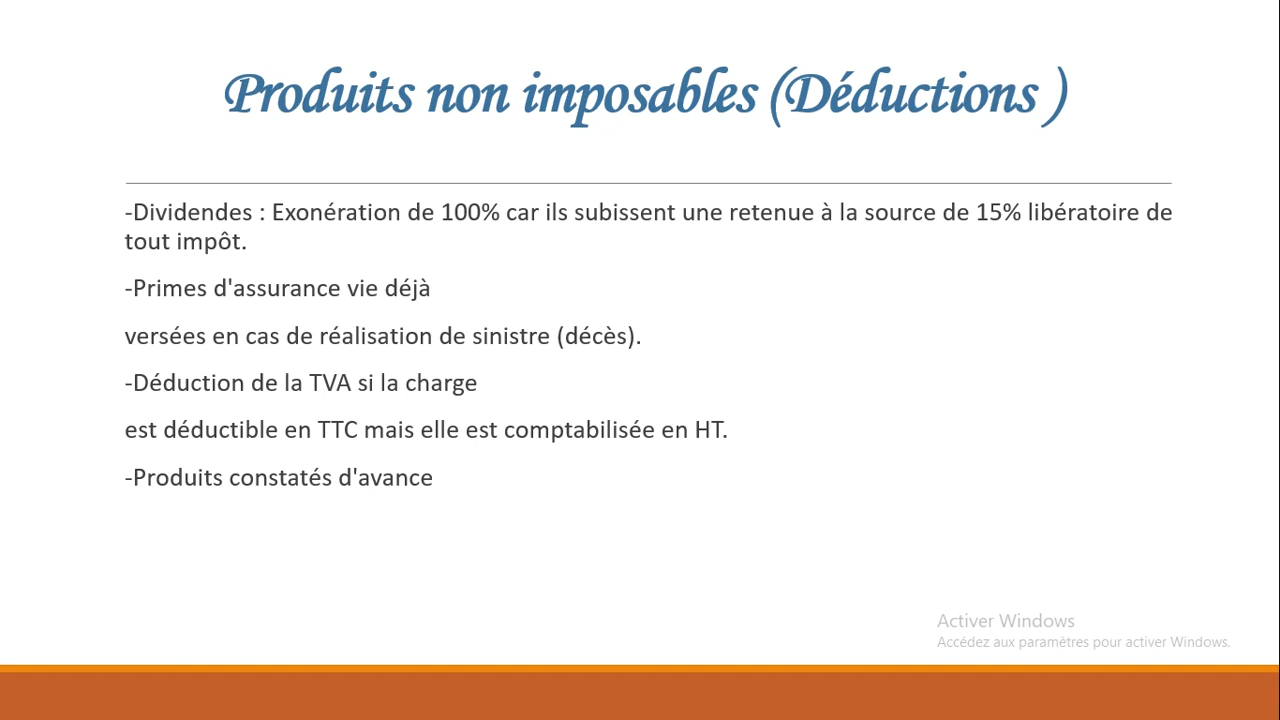 Produits non imposables (Déductions )
-Dividendes : Exonération de 100% car ils subissent une retenue à la source de 15% libératoire de
tout impôt.
-Primes d'assurance vie déjà
versées en cas de réalisation de sinistre (décès).
-Déduction de la TVA si la charge
est déductible en TTC mais elle est comptabilisée en HT.
-Produits constatés d'avance
Activer Windows
Accédez aux paramètres pour activer Windows.